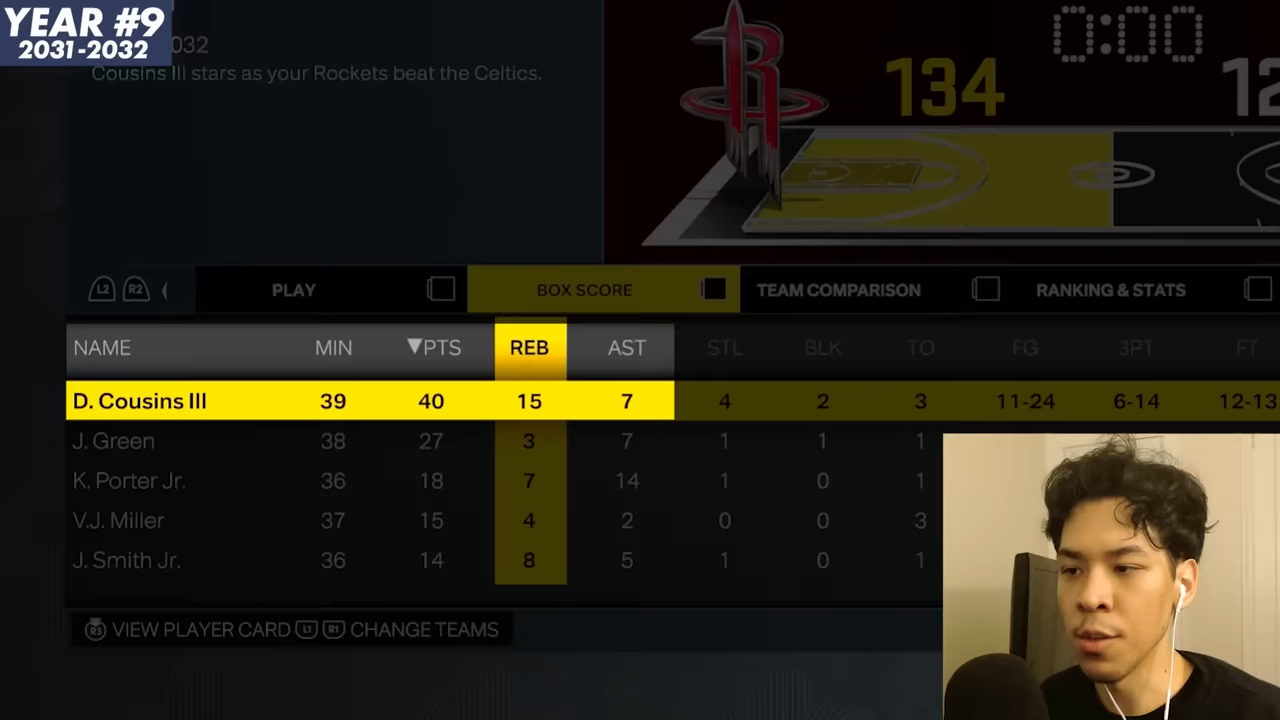 YEAR #9
2031-2032
032
Cousins III stars as your Rockets beat the Celtics.
R
0:00
134 12
L2 R2 PLAY BOX SCORE TEAM COMPARISON RANKING & STATS
NAME MIN ▼PTS REB AST STL BLK TO FG 3PT FT
D. Cousins III 39 40 15 7 4 2 3 11-24 6-14 12-13
J. Green 38 27 3 7 1 1 1
K. Porter Jr. 36 18 7 14 1 0 1
V.J. Miller 37 15 4 2 0 0 3
J. Smith Jr. 36 14 8 5 1 0 1
R3 VIEW PLAYER CARD L1 R1 CHANGE TEAMS